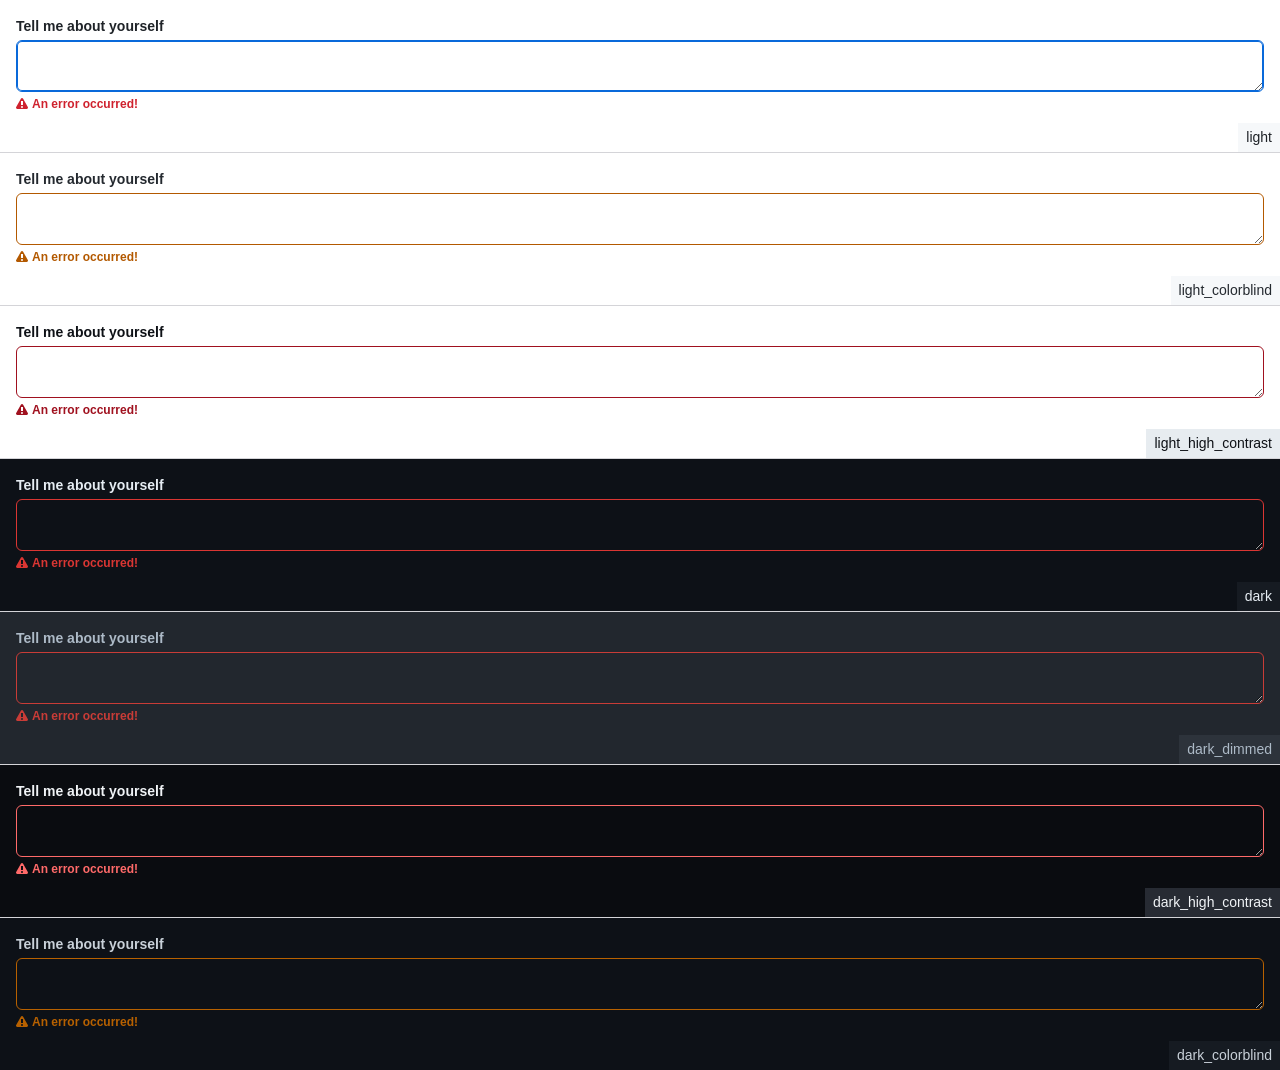 Tell me about yourself
An error occurred!
light
Tell me about yourself
An error occurred!
light_colorblind
Tell me about yourself
An error occurred!
light_high_contrast
Tell me about yourself
An error occurred!
dark
Tell me about yourself
An error occurred!
dark_dimmed
Tell me about yourself
An error occurred!
dark_high_contrast
Tell me about yourself
An error occurred!
dark_colorblind